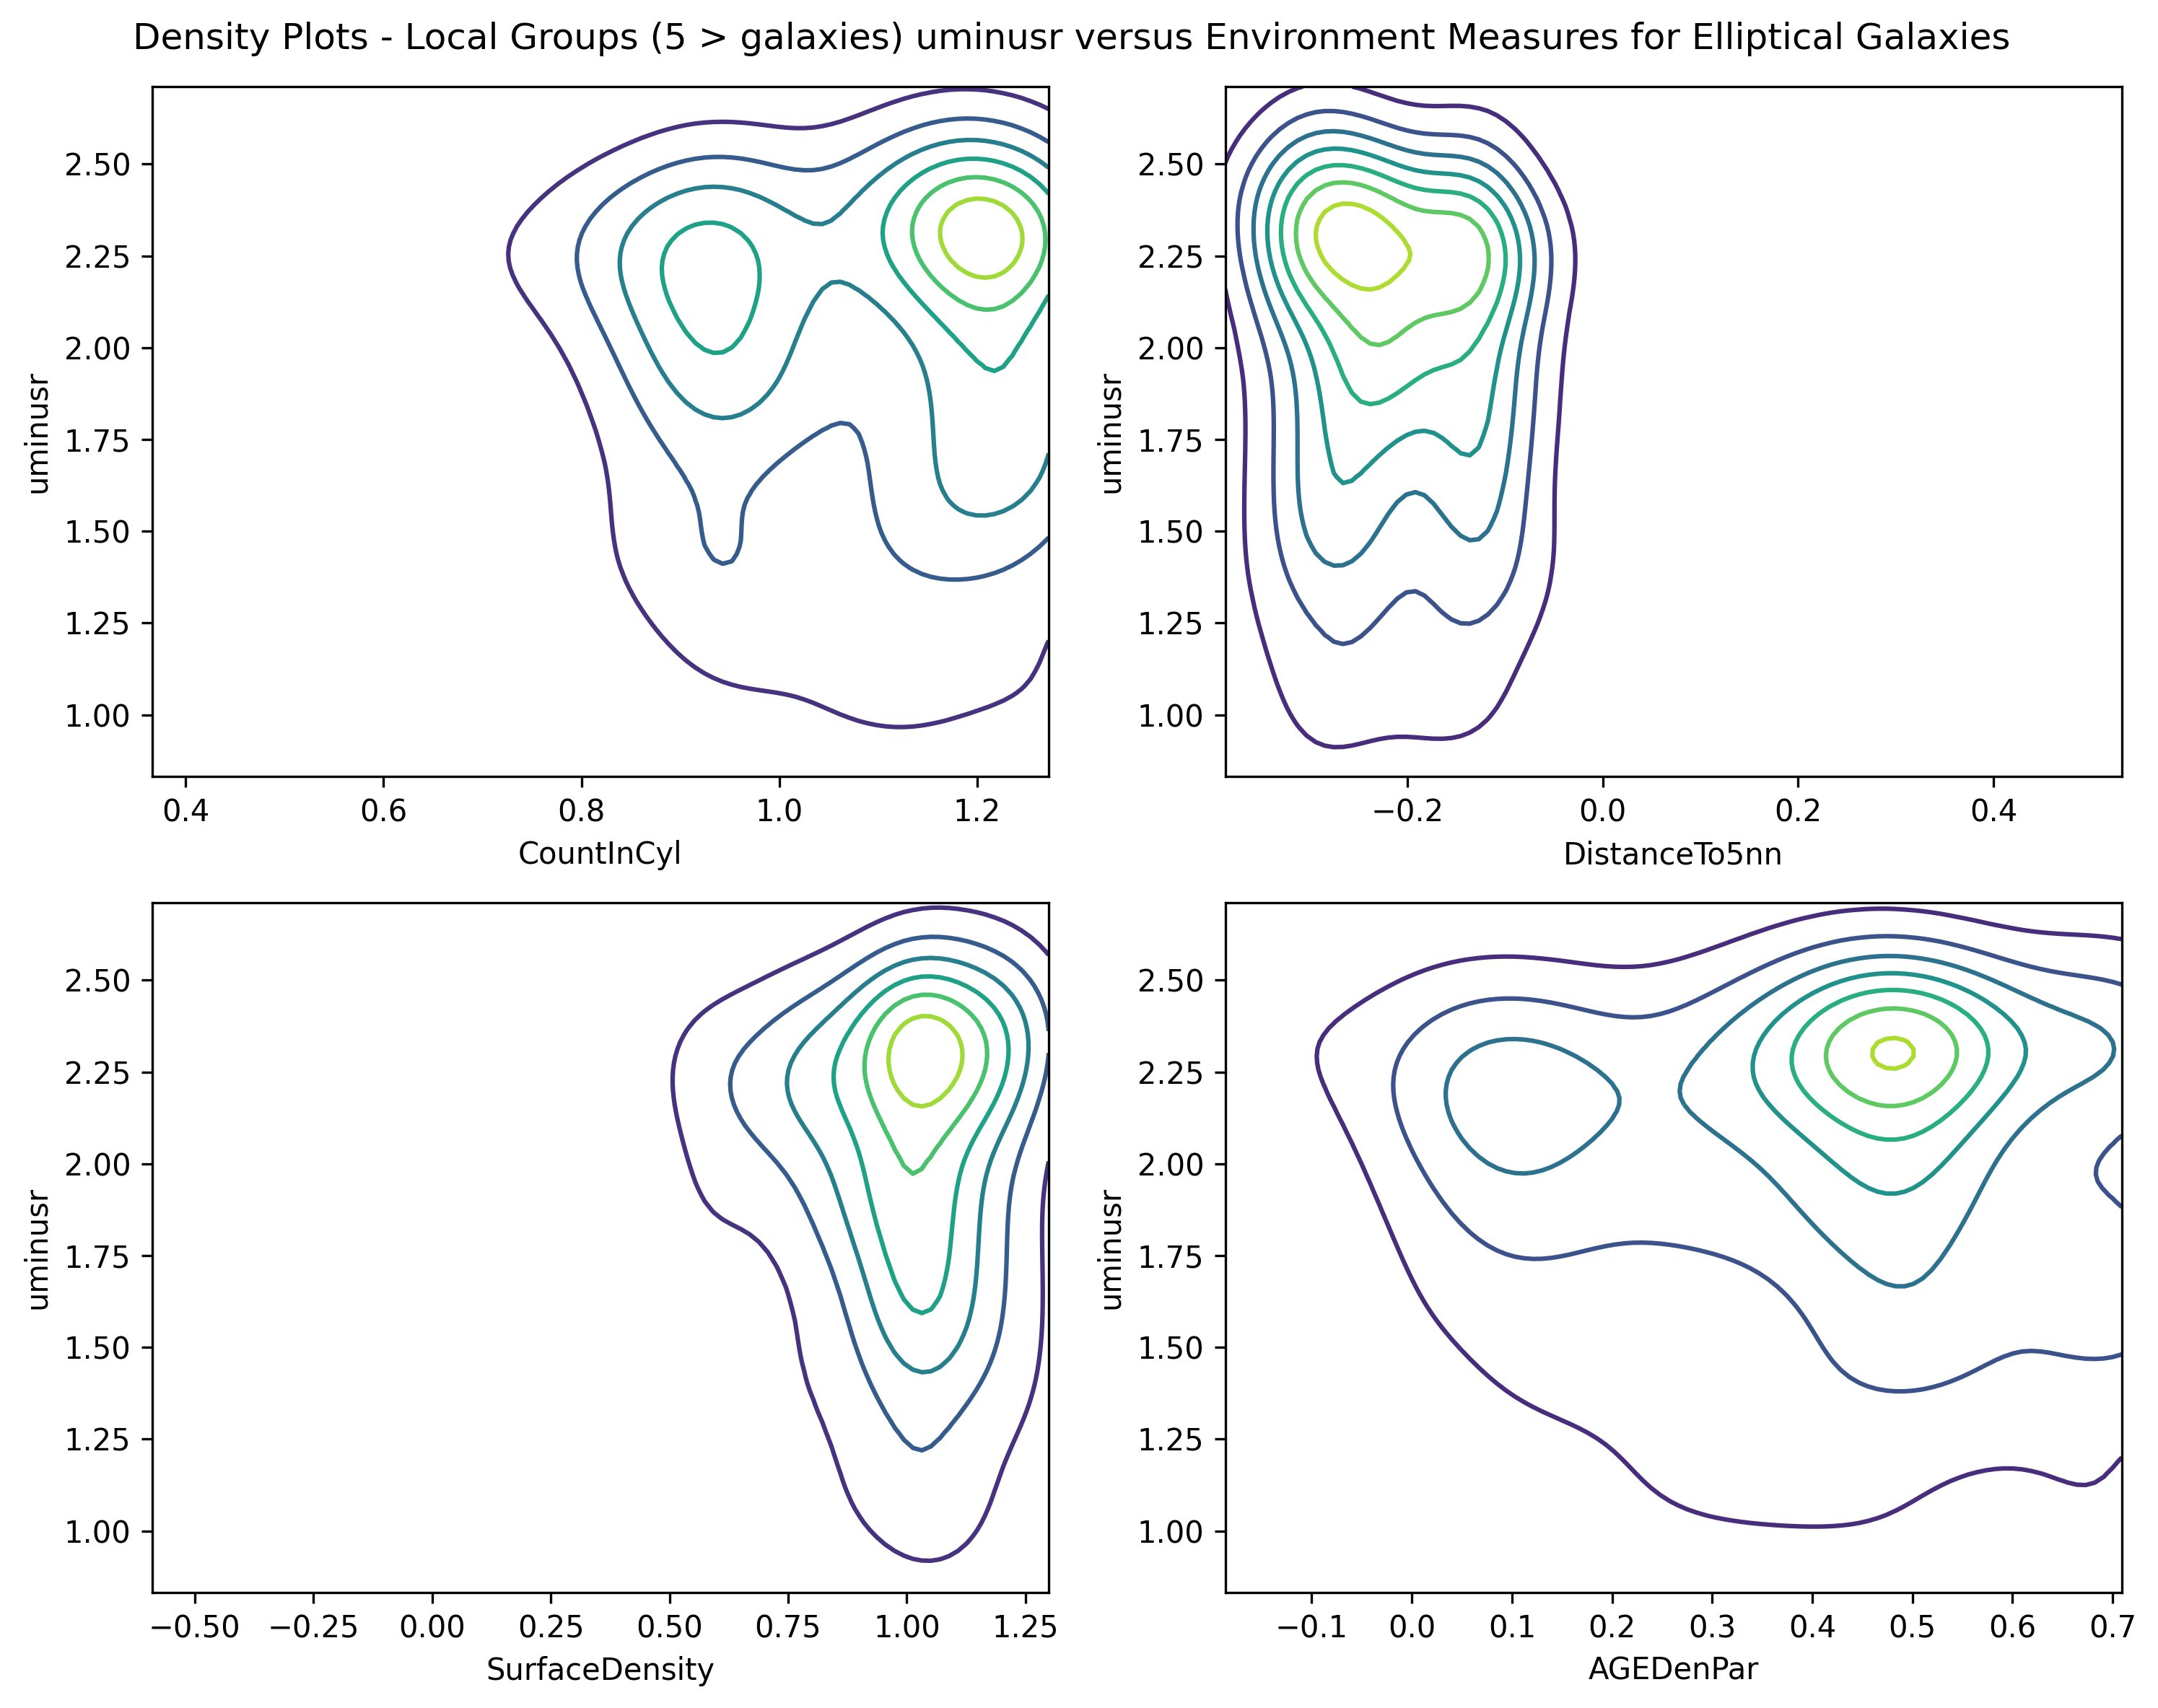 Density Plots - Local Groups (5 > galaxies) uminusr versus Environment Measures for Elliptical Galaxies
2.50
2.25
2.00
1.75
1.50
1.25
1.00
uminusr
0.4 0.6 0.8 1.0 1.2
CountInCyl
2.50
2.25
2.00
1.75
1.50
1.25
1.00
uminusr
−0.2 0.0 0.2 0.4
DistanceTo5nn
2.50
2.25
2.00
1.75
1.50
1.25
1.00
uminusr
−0.50 −0.25 0.00 0.25 0.50 0.75 1.00 1.25
SurfaceDensity
2.50
2.25
2.00
1.75
1.50
1.25
1.00
uminusr
−0.1 0.0 0.1 0.2 0.3 0.4 0.5 0.6 0.7
AGEDenPar